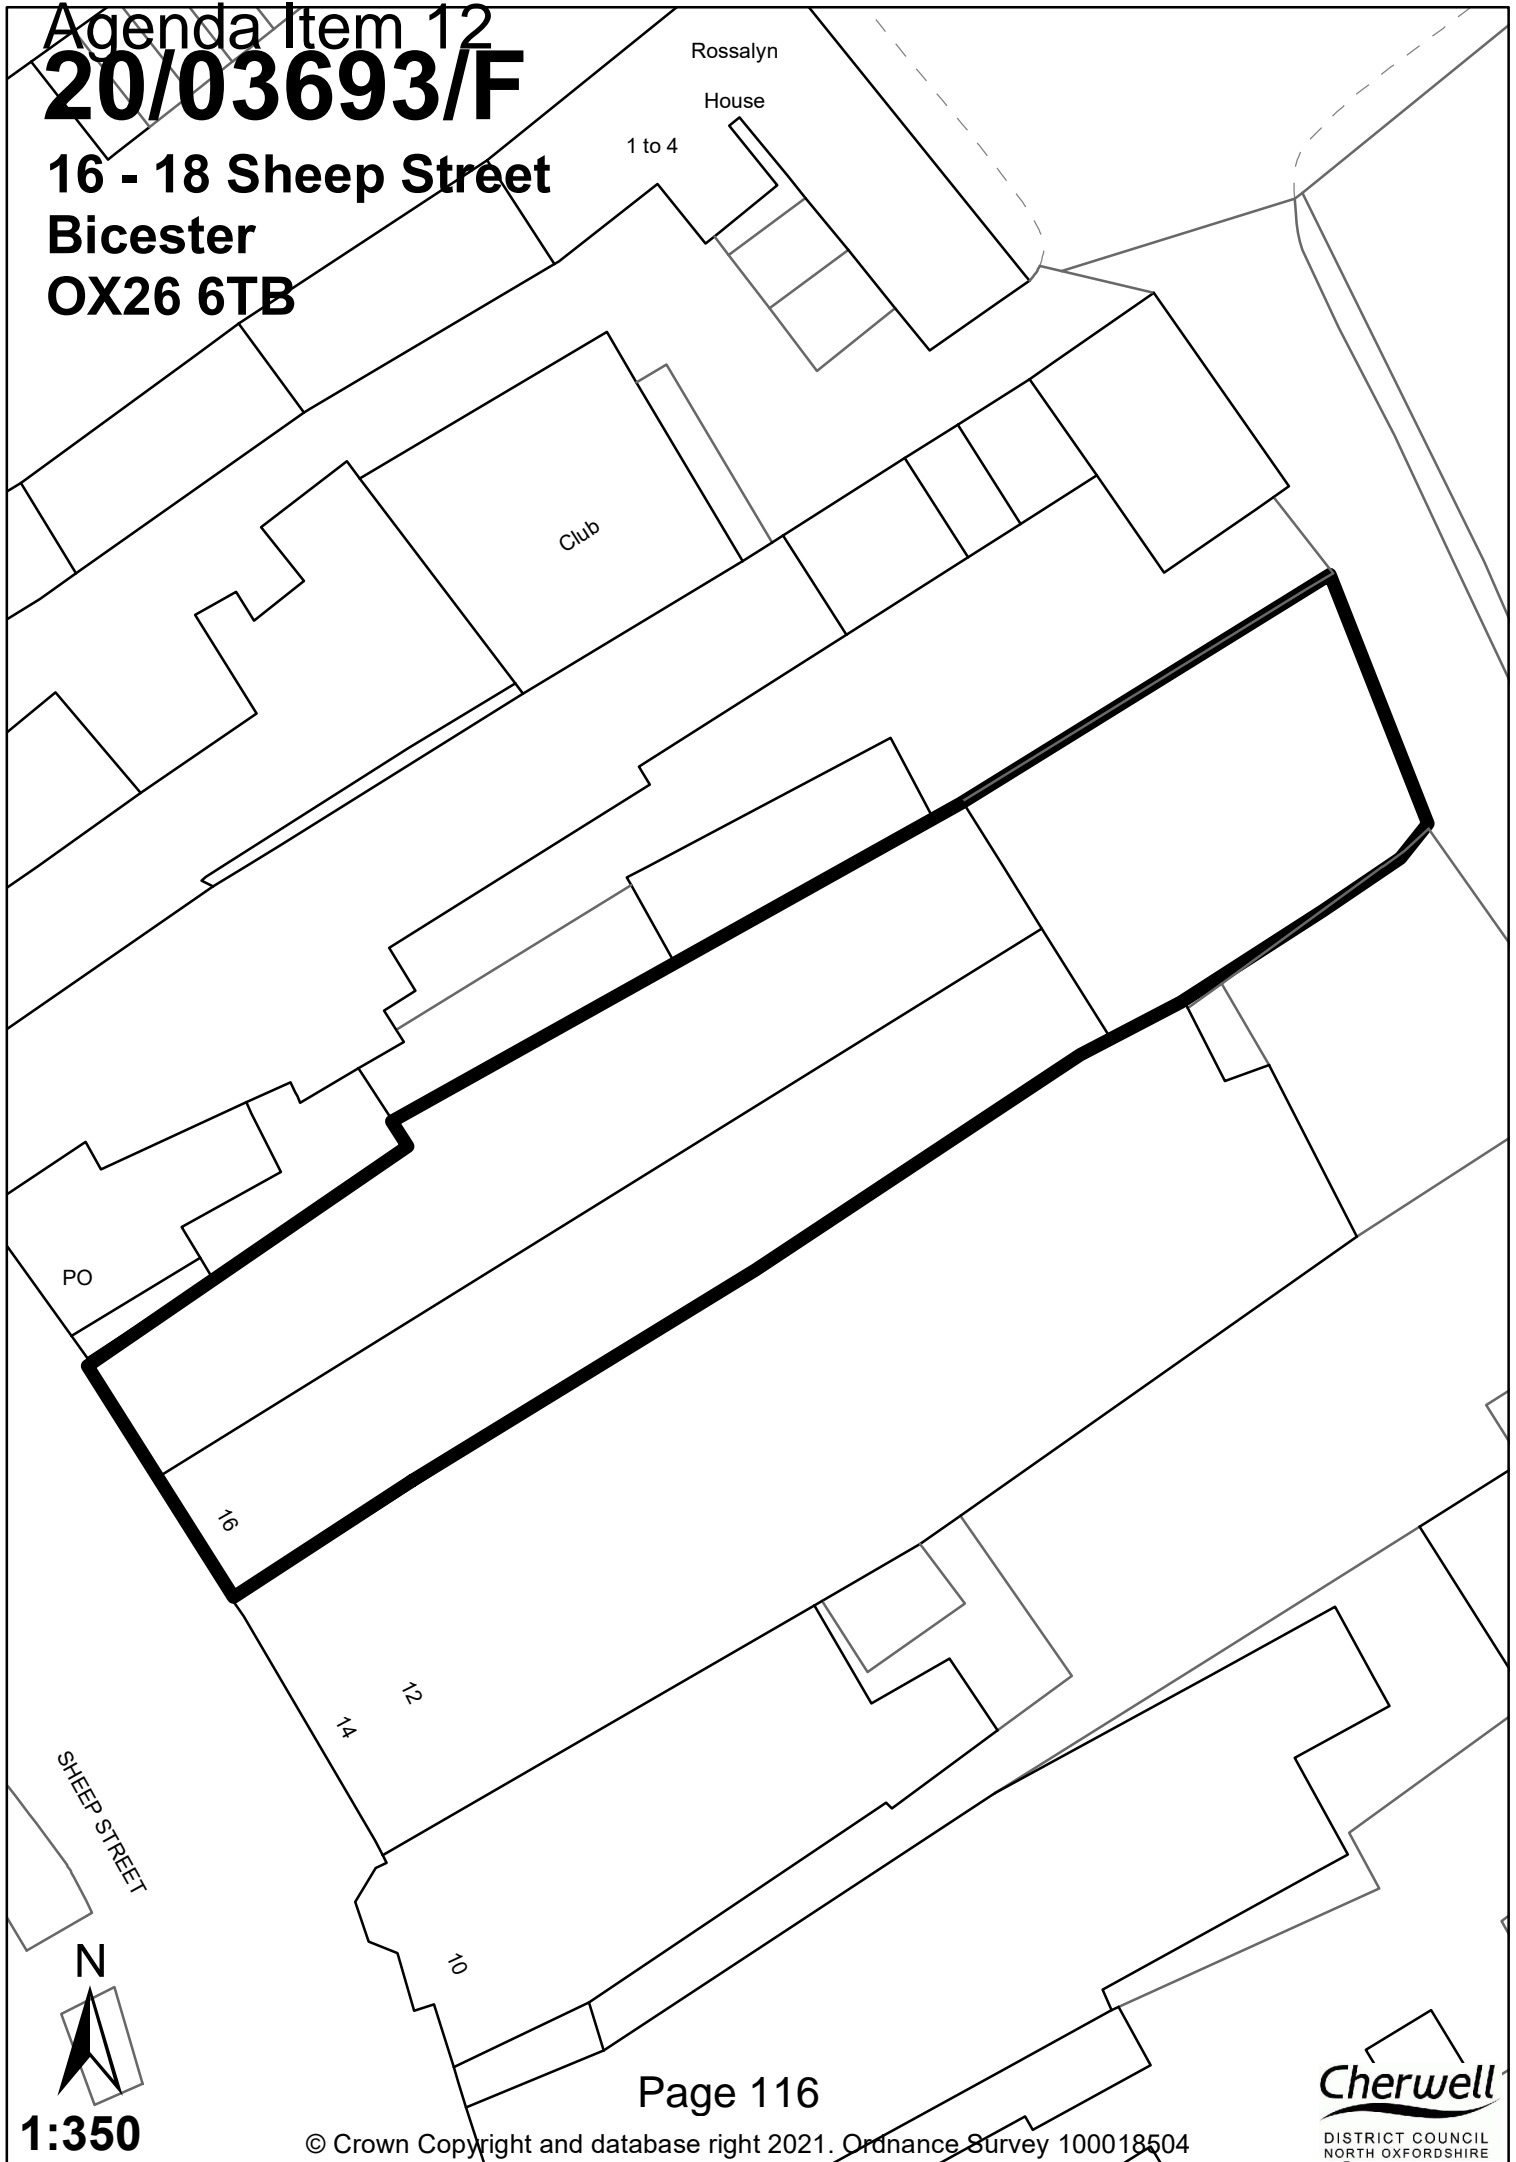 Agenda Item 12
20/03693/F
16 - 18 Sheep Street
Bicester
OX26 6TB
Rossalyn
House
1 to 4
Club
PO
16
12
14
SHEEP STREET
10
N
1:350
Page 116
© Crown Copyright and database right 2021. Ordnance Survey 100018504
Cherwell
DISTRICT COUNCIL
NORTH OXFORDSHIRE